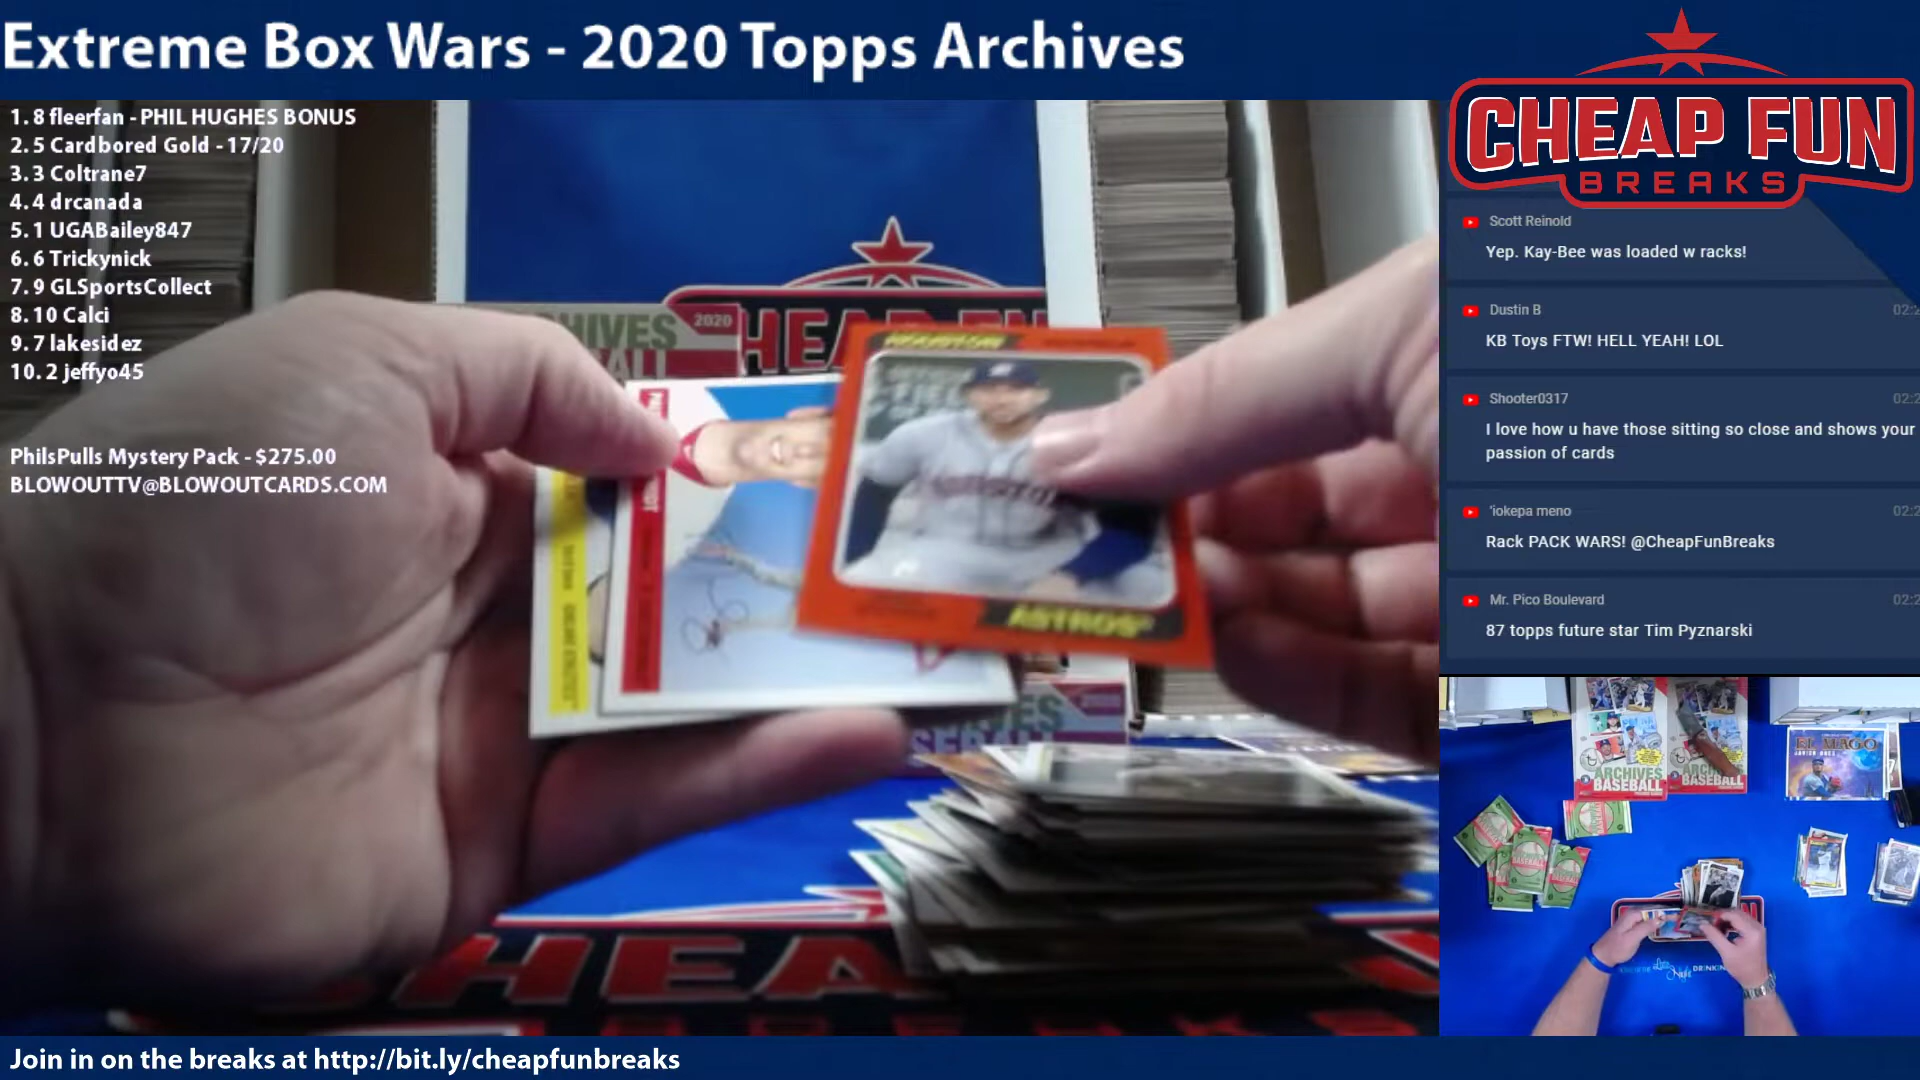 Extreme Box Wars - 2020 Topps Archives
CHEAP FUN
BREAKS
1. 8 fleerfan - PHIL HUGHES BONUS
2. 5 Cardbored Gold - 17/20
3. 3 Coltrane7
4. 4 drcanada
5. 1 UGABailey847
6. 6 Trickynick
7. 9 GLSportsCollect
8. 10 Calci
9. 7 lakesidez
10. 2 jeffyo45
PhilsPulls Mystery Pack - $275.00
BLOWOUTTV@BLOWOUTCARDS.COM
2020
HEAP FUN
ASTROS
Scott Reinold
Yep. Kay-Bee was loaded w racks!
Dustin B
KB Toys FTW! HELL YEAH! LOL
Shooter0317
I love how u have those sitting so close and shows your
passion of cards
'iokepa meno
Rack PACK WARS! @CheapFunBreaks
Mr. Pico Boulevard
87 topps future star Tim Pyznarski
EL MAGO
ARCHIVES
BASEBALL
BASEBALL
Join in on the breaks at http://bit.ly/cheapfunbreaks